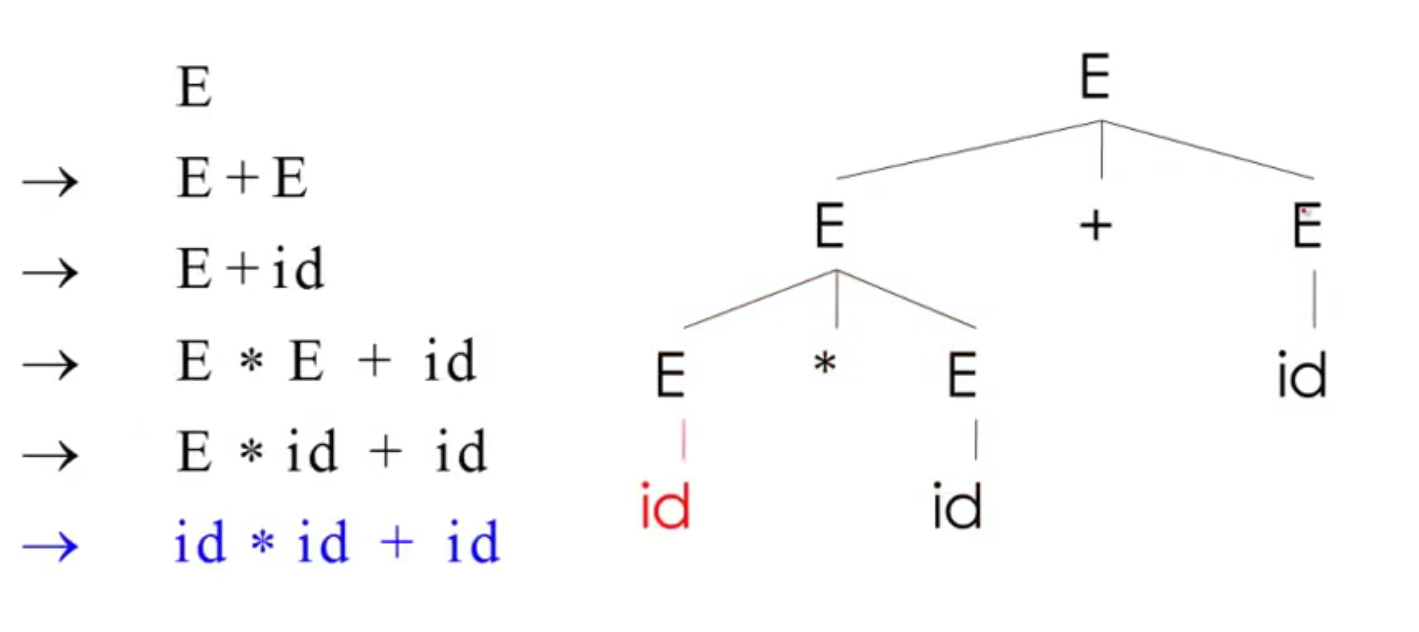 E
→ E + E
→ E + id
→ E * E + id
→ E * id + id
→ id * id + id
E
E + E
E * E id
id id